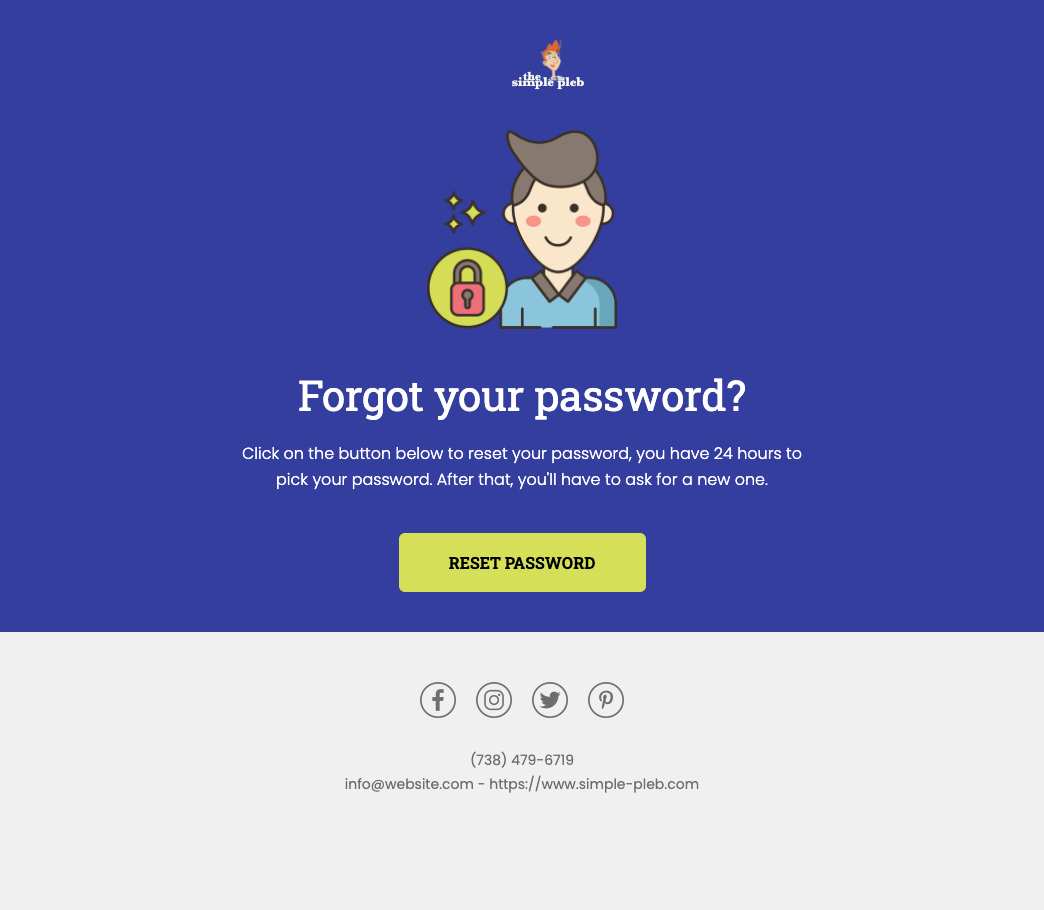 the
simple pleb
Forgot your password?
Click on the button below to reset your password, you have 24 hours to
pick your password. After that, you'll have to ask for a new one.
RESET PASSWORD
(738) 479-6719
info@website.com - https://www.simple-pleb.com